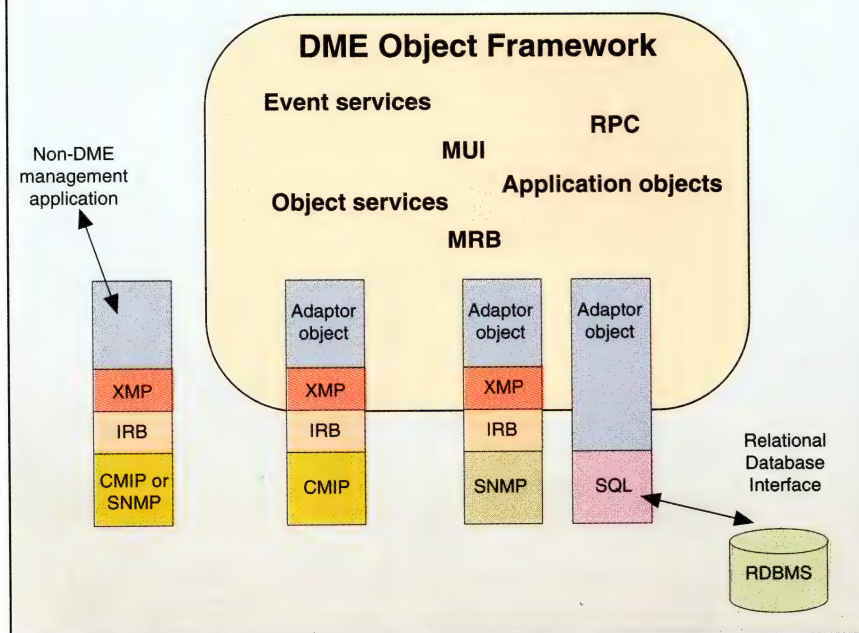 DME Object Framework
Event services
RPC
MUI
Application objects
Object services
MRB
Non-DME
management
application
XMP
IRB
CMIP or
SNMP
Adaptor
object
XMP
IRB
CMIP
Adaptor
object
XMP
IRB
SNMP
Adaptor
object
SQL
Relational
Database
Interface
RDBMS